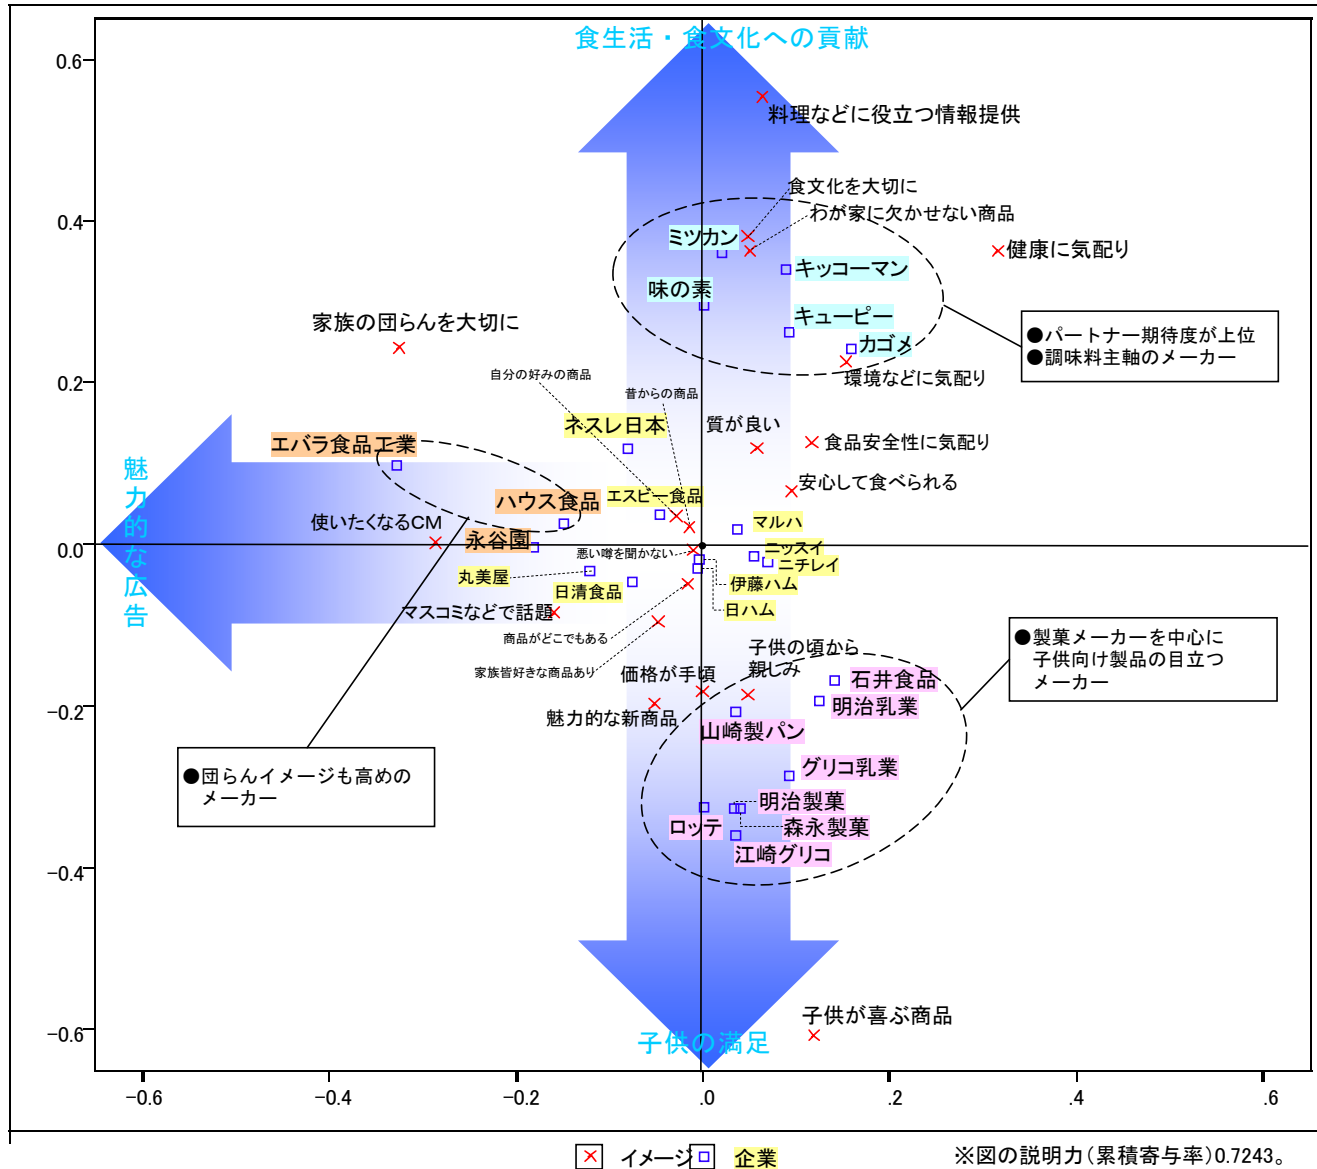 食生活・食文化への貢献
0.6
料理などに役立つ情報提供
食文化を大切に
わが家に欠かせない商品
0.4
ミツカン
健康に気配り
キッコーマン
味の素
キューピー
家族の団らんを大切に
カゴメ
●パートナー期待度が上位
●調味料主軸のメーカー
環境などに気配り
自分の好みの商品
昔からの商品
0.2
ネスレ日本
質が良い
食品安全性に気配り
エバラ食品工業
安心して食べられる
ハウス食品
エスビー食品
魅力的な広告
使いたくなるCM
マルハ
永谷園
0.0
悪い噂を聞かない
ニッスイ
ニチレイ
丸美屋
日清食品
伊藤ハム
日ハム
マスコミなどで話題
商品がどこでもある
家族皆好きな商品あり
価格が手頃
子供の頃から
親しみ
●製菓メーカーを中心に
子供向け製品の目立つ
メーカー
石井食品
明治乳業
−0.2
魅力的な新商品
山崎製パン
●団らんイメージも高めの
メーカー
グリコ乳業
明治製菓
ロッテ
森永製菓
江崎グリコ
−0.4
子供が喜ぶ商品
−0.6
子供の満足
−0.6
−0.4
−0.2
.0
.2
.4
.6
イメージ
企業
※図の説明力(累積寄与率)0.7243。